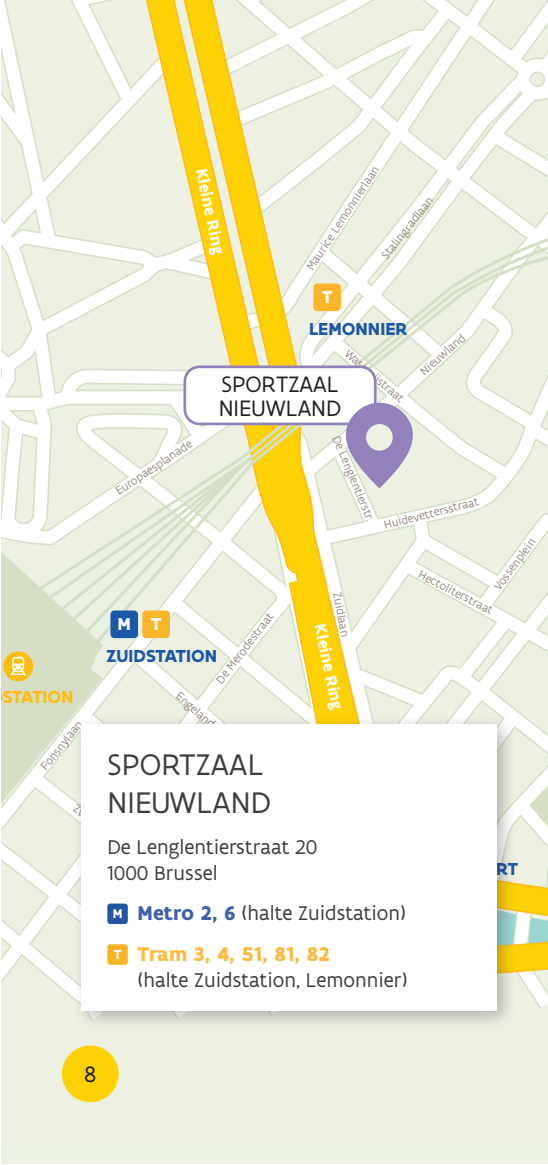 Kleine Ring
Maurice Lemonnierlaan
Stalingradlaan
T
LEMONNIER
Nieuwland
SPORTZAAL
NIEUWLAND
De Lenglentierstr.
Europaesplanade
Huidevettersstraat
Vossenplein
Hectoliterstraat
M T
ZUIDSTATION
Zuidlaan
De Merodestraat
Kleine Ring
STATION
Engeland
Fonsnylaan
SPORTZAAL
NIEUWLAND
De Lenglentierstraat 20
1000 Brussel
RT
M Metro 2, 6 (halte Zuidstation)
T Tram 3, 4, 51, 81, 82
(halte Zuidstation, Lemonnier)
8